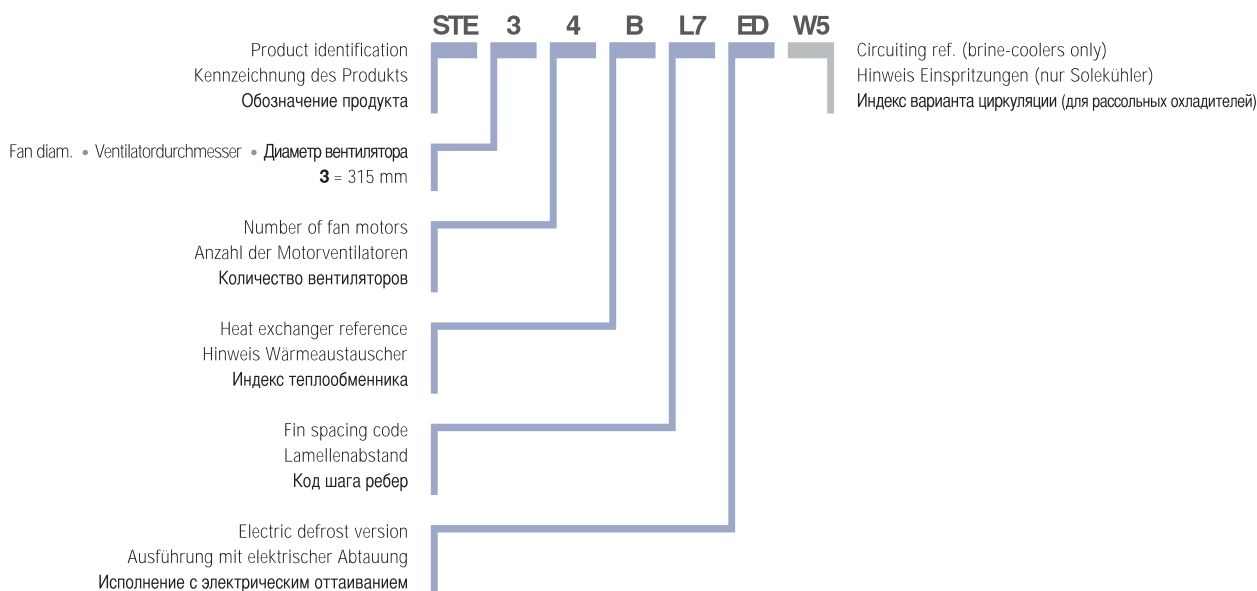 STE 3 4 B L7 ED W5
Product identification
Kennzeichnung des Produkts
Обозначение продукта
Circuiting ref. (brine-coolers only)
Hinweis Einspritzungen (nur Solekühler)
Индекс варианта циркуляции (для рассольных охладителей)
Fan diam. • Ventilatordurchmesser • Диаметр вентилятора
3 = 315 mm
Number of fan motors
Anzahl der Motorventilatoren
Количество вентиляторов
Heat exchanger reference
Hinweis Wärmeaustauscher
Индекс теплообменника
Fin spacing code
Lamellenabstand
Код шага ребер
Electric defrost version
Ausführung mit elektrischer Abtauung
Исполнение с электрическим оттаиванием